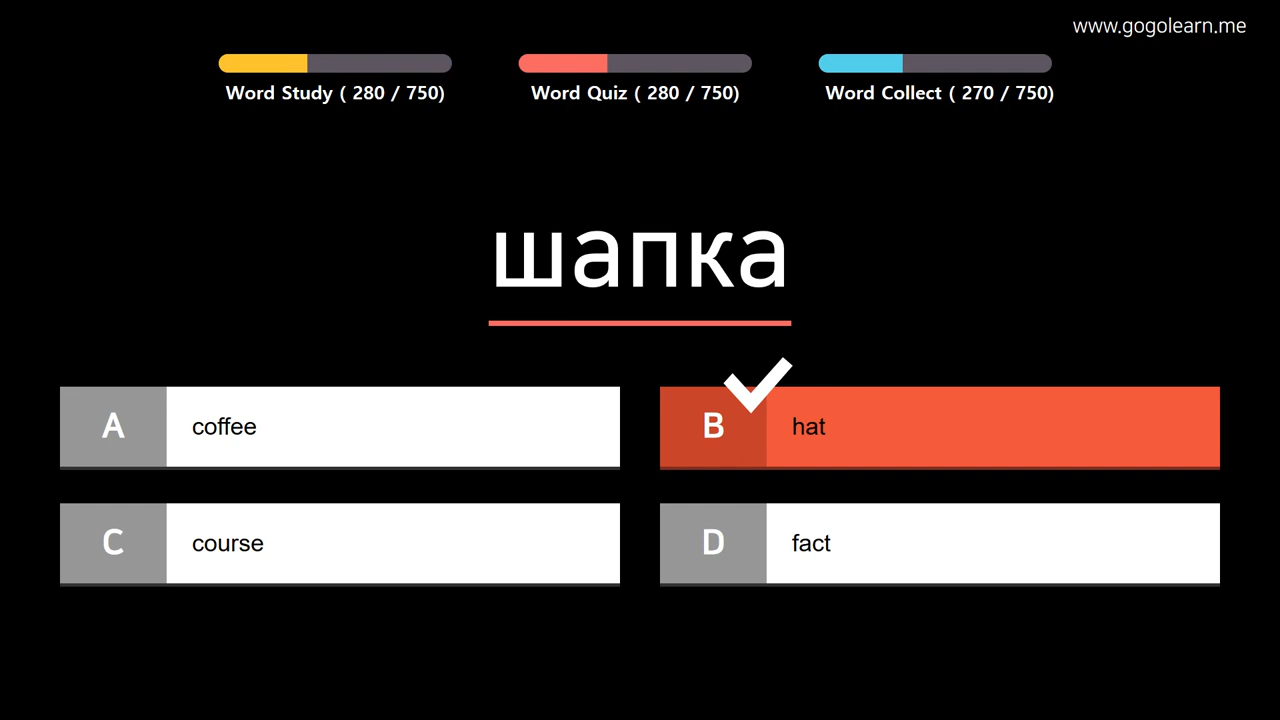 www.gogolearn.me
Word Study ( 280 / 750)
Word Quiz ( 280 / 750)
Word Collect ( 270 / 750)
шапка
A coffee
B hat
C course
D fact